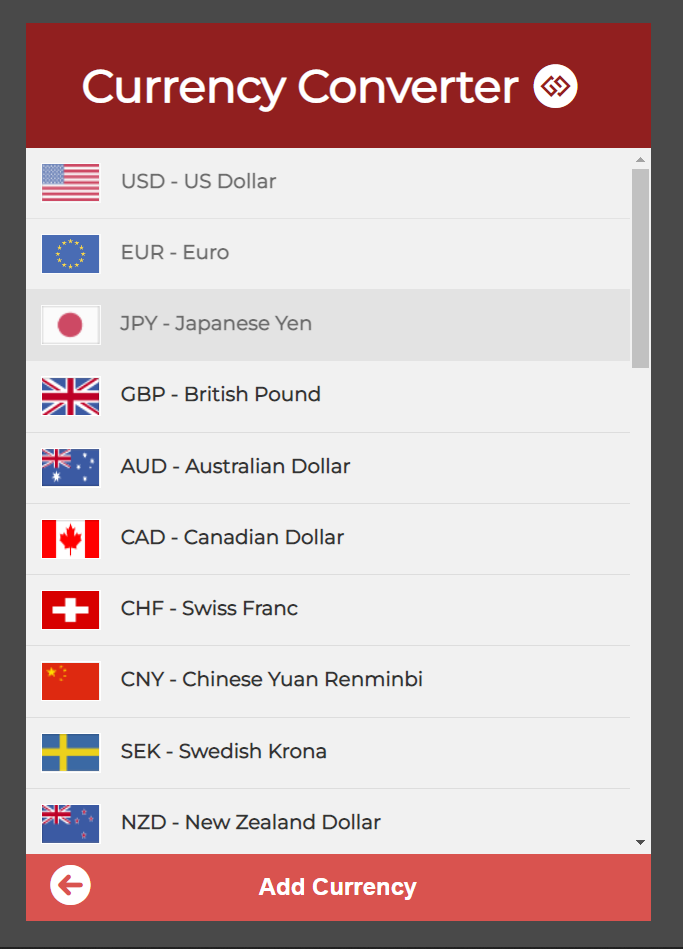 Currency Converter
USD - US Dollar
EUR - Euro
JPY - Japanese Yen
GBP - British Pound
AUD - Australian Dollar
CAD - Canadian Dollar
CHF - Swiss Franc
CNY - Chinese Yuan Renminbi
SEK - Swedish Krona
NZD - New Zealand Dollar
Add Currency